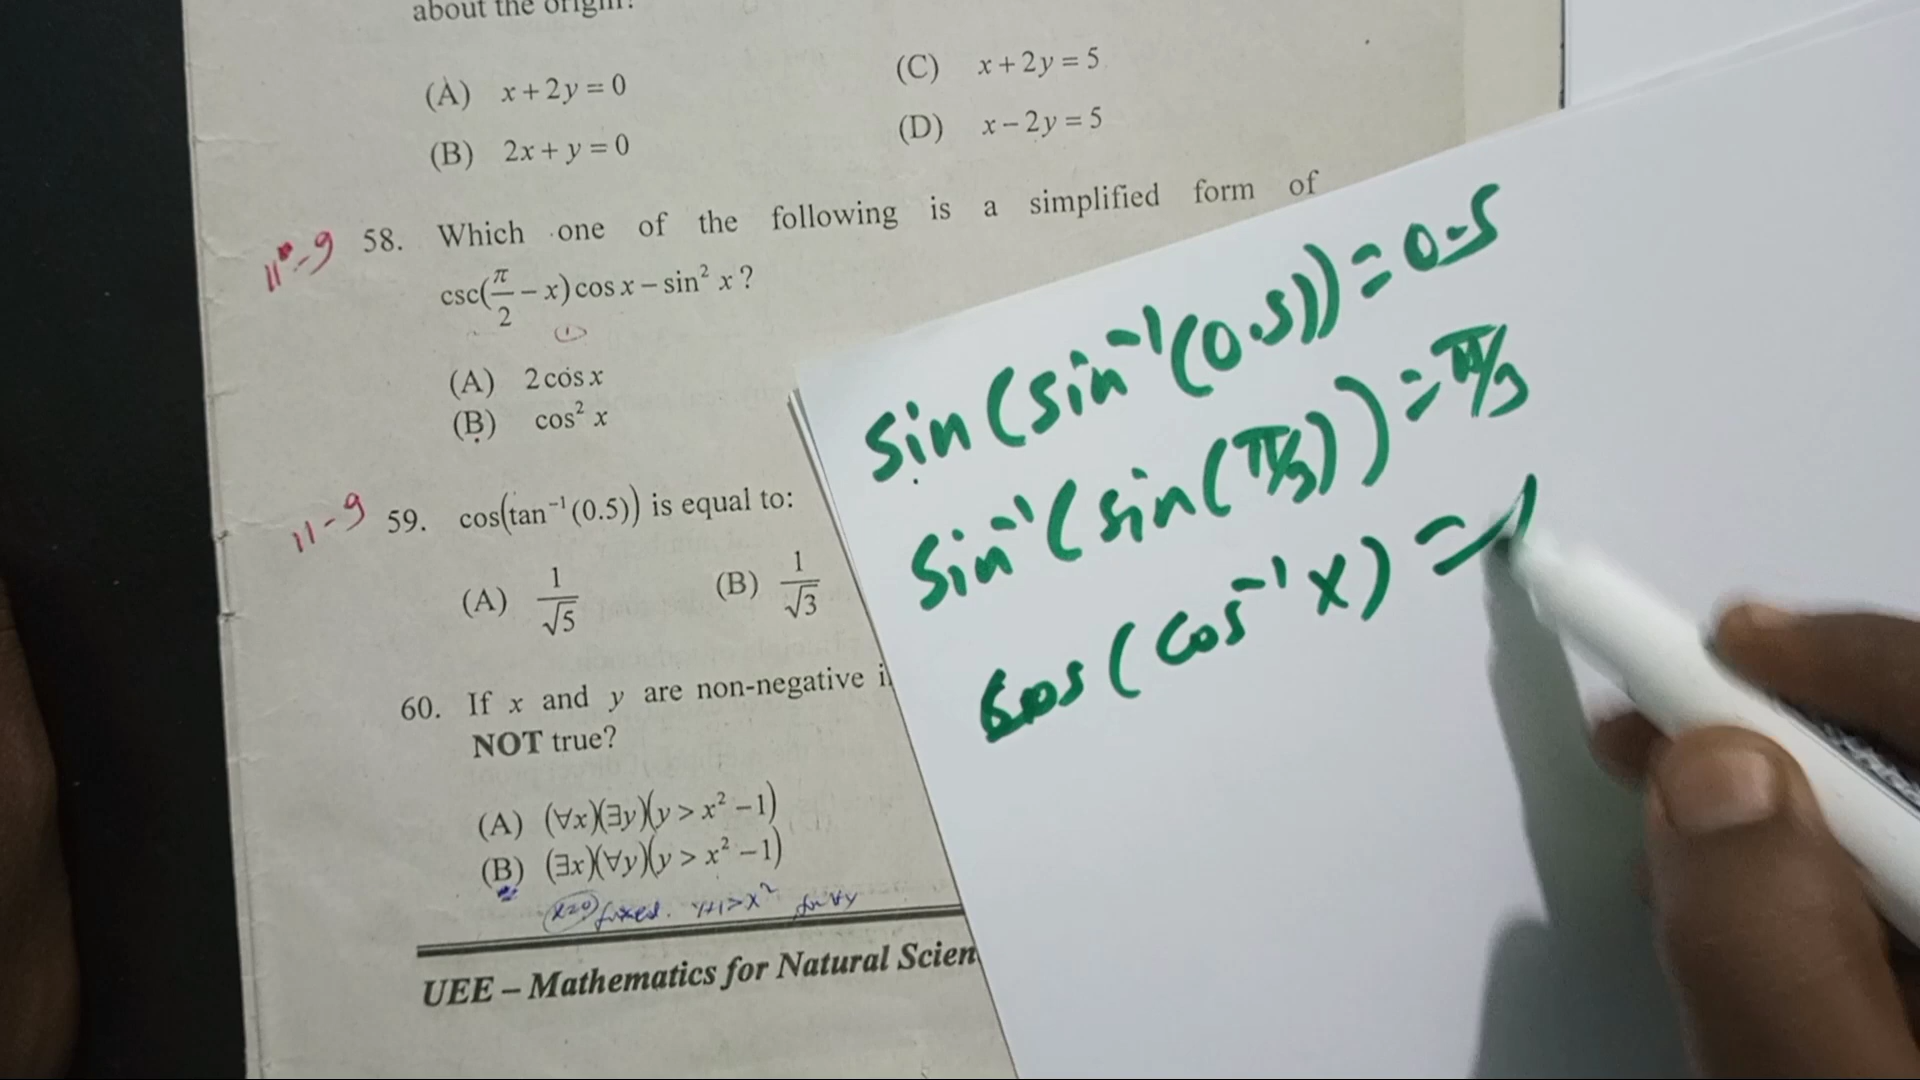 about the origin?
(A) x + 2y = 0
(C) x + 2y = 5
(B) 2x + y = 0
(D) x − 2y = 5
11-9 58. Which one of the following is a simplified form of
csc(π/2 − x) cos x − sin² x ?
(1)
(A) 2 cos x
(B) cos² x
11-9 59. cos(tan⁻¹(0.5)) is equal to:
(A) 1/√5 (B) 1/√3
60. If x and y are non-negative
NOT true?
(A) (∀x)(∃y)(y > x² − 1)
(B) (∃x)(∀y)(y > x² − 1)
x=0 fixed. y+1>x² for ∀y
UEE – Mathematics for Natural Scien
sin(sin⁻¹(0.5)) = 0.5
sin⁻¹(sin(π/3)) = π/3
cos(cos⁻¹ x) =